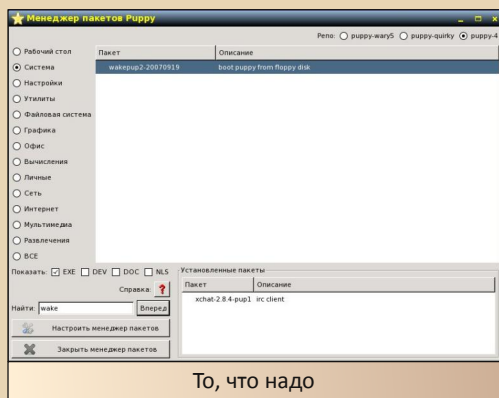 Менеджер пакетов Puppy
Репо: puppy-wary5 puppy-quirky puppy-4
Рабочий стол
Система
Настройки
Утилиты
Файловая система
Графика
Офис
Вычисления
Личные
Сеть
Интернет
Мультимедиа
Развлечения
ВСЕ
Пакет Описание
wakepup2-20070919 boot puppy from floppy disk
Показать: EXE DEV DOC NLS
Справка: ?
Найти: wake Вперед
Настроить менеджер пакетов
Закрыть менеджер пакетов
Установленные пакеты
Пакет Описание
xchat-2.8.4-pup1 irc client
То, что надо